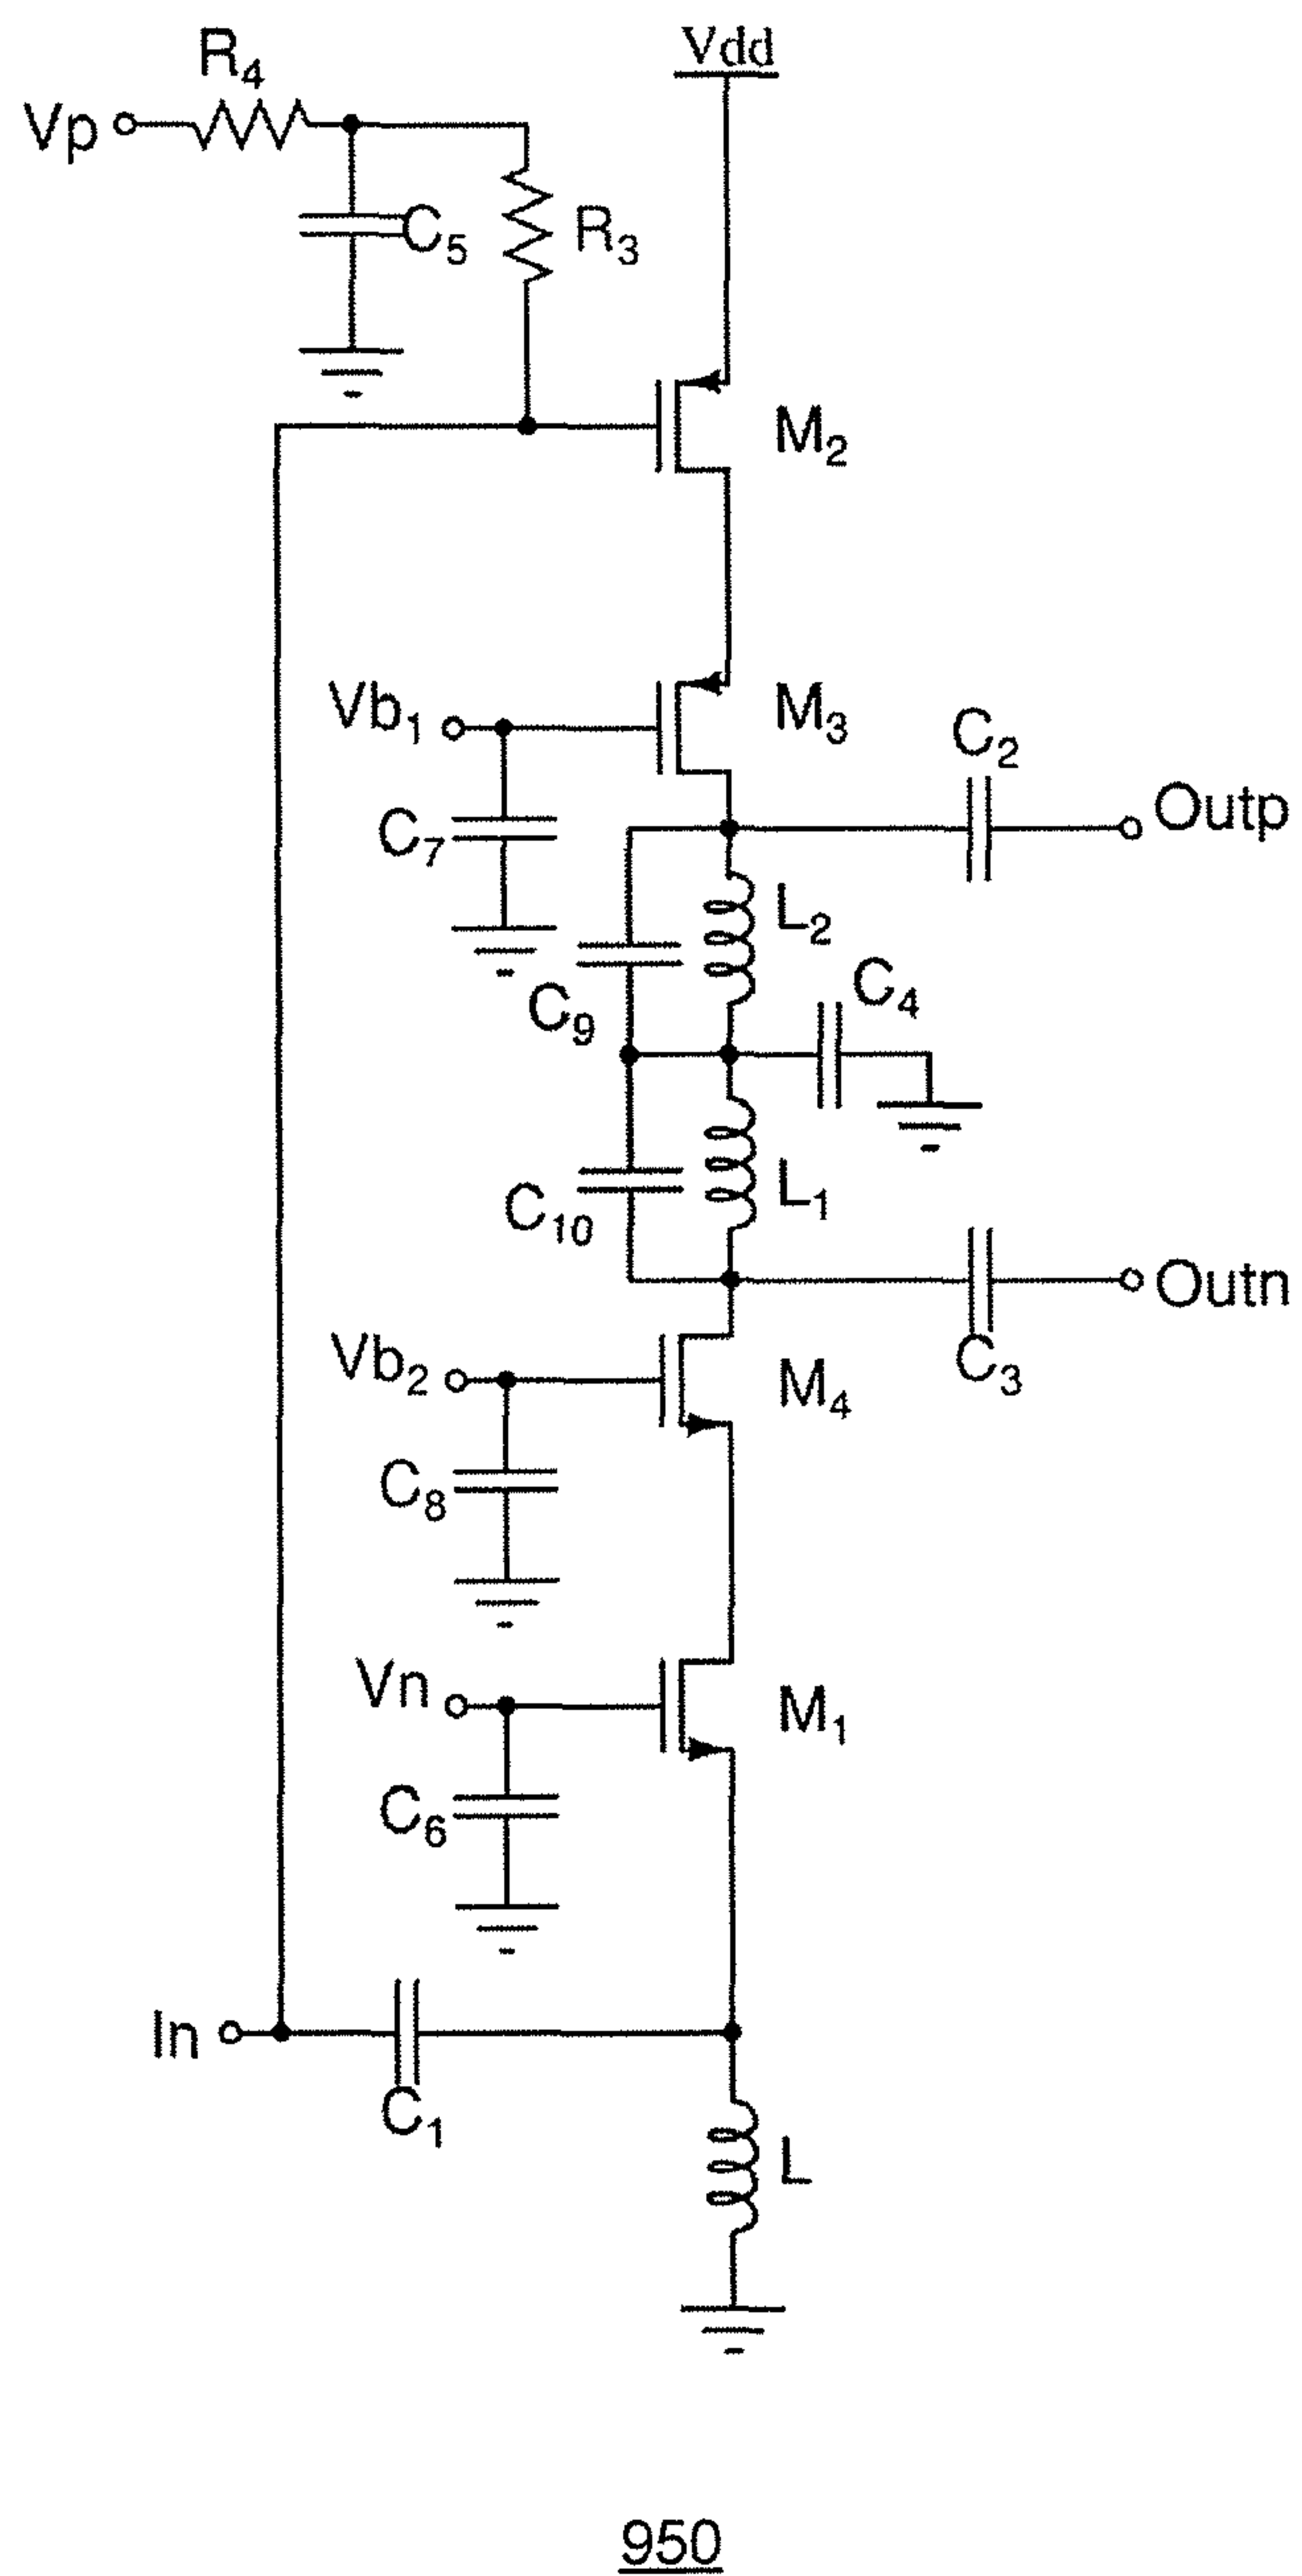 Vdd
R4
Vp
C5
R3
M2
Vb1
M3
C2
Outp
C7
L2
C9
C4
C10
L1
Outn
Vb2
M4
C3
C8
Vn
M1
C6
In
C1
L
950